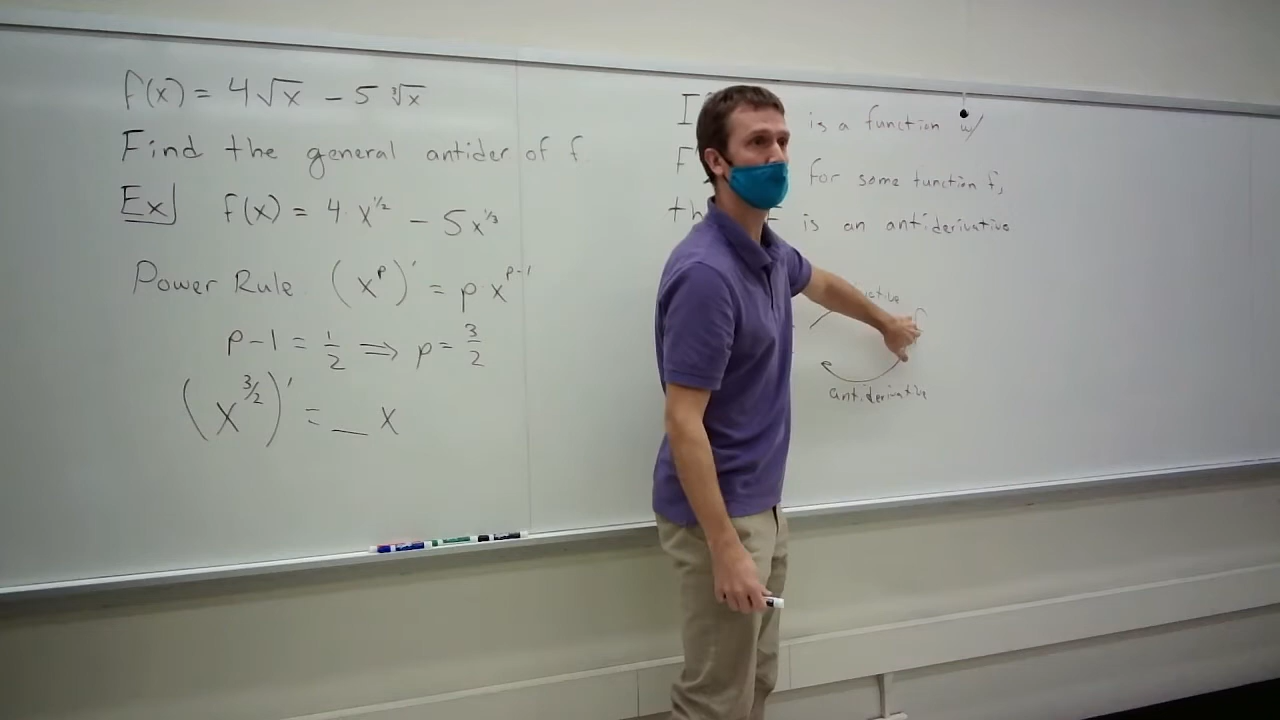 f(x) = 4√x − 5 ∛x
Find the general antider of f.
Ex] f(x) = 4 x^1/2 − 5x^1/3
Power Rule (x^p)' = p x^p-1
p-1 = 1/2 ⟹ p = 3/2
(x^3/2)' = _ x
is a function w/
for some function f,
is an antiderivative
f
antiderivative